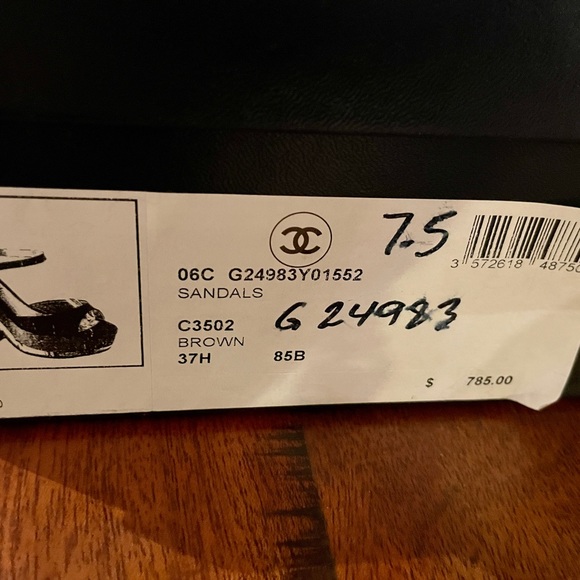 7.5
3 572618 48750
06C G24983Y01552
SANDALS
C3502 G 24983
BROWN
37H 85B
$ 785.00